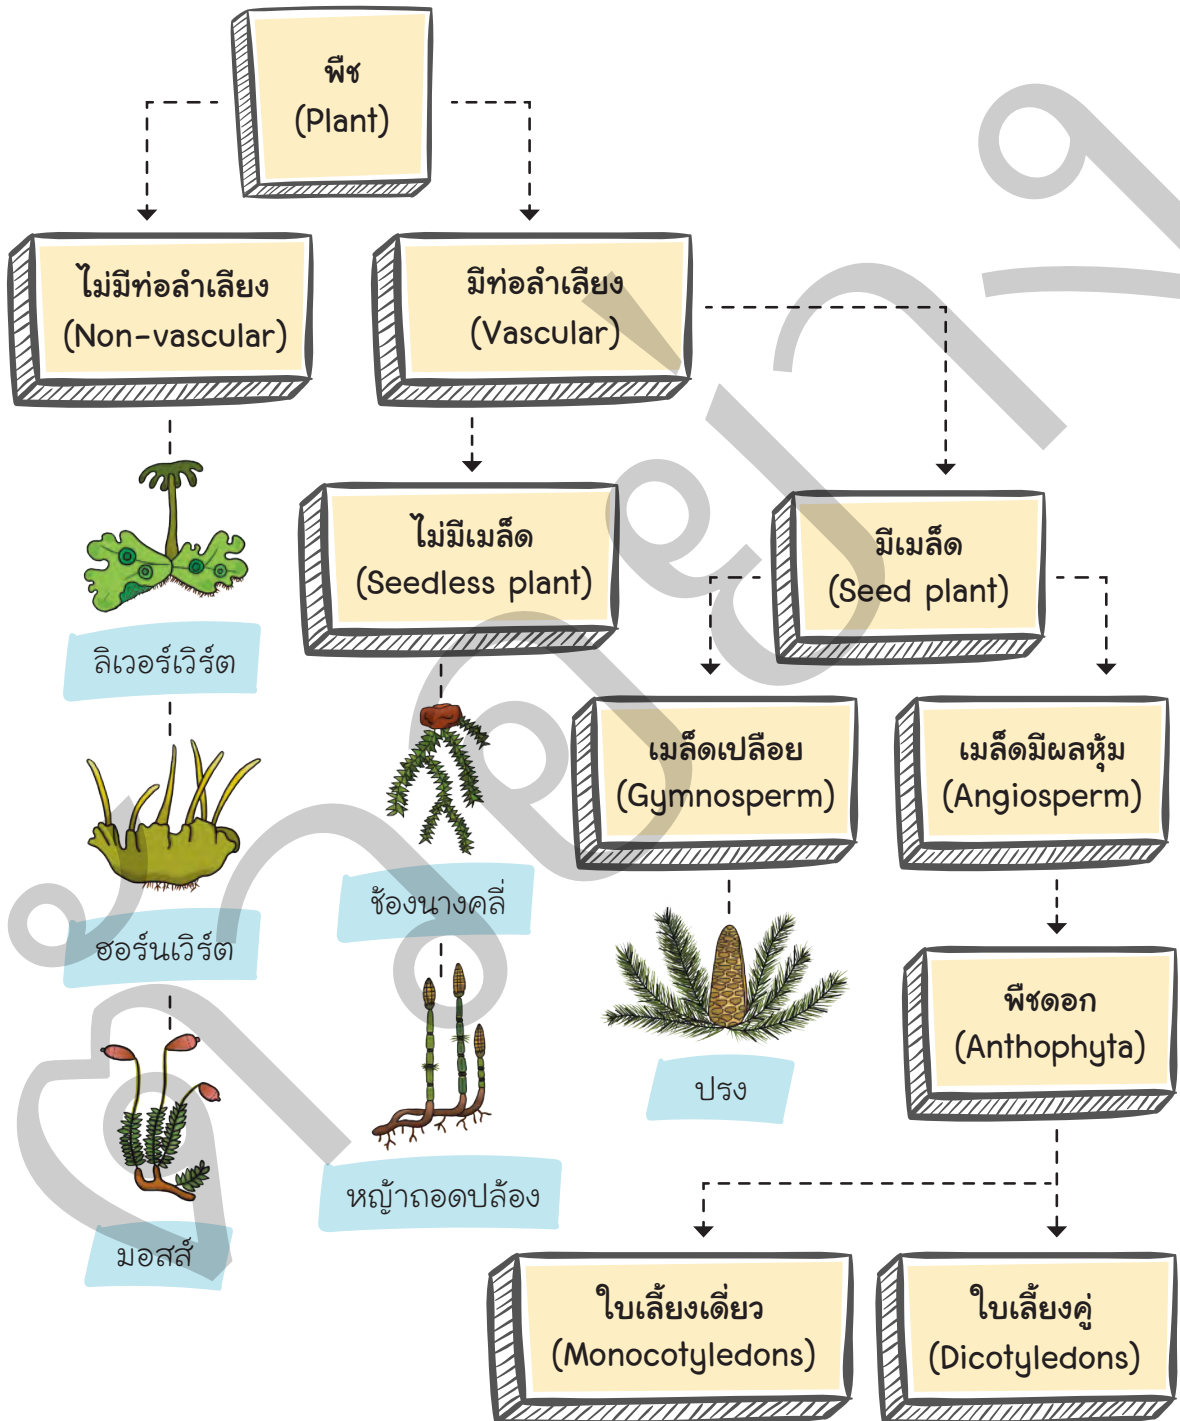 พืช
(Plant)
ไม่มีท่อลำเลียง
(Non-vascular)
มีท่อลำเลียง
(Vascular)
ไม่มีเมล็ด
(Seedless plant)
มีเมล็ด
(Seed plant)
ลิเวอร์เวิร์ต
เมล็ดเปลือย
(Gymnosperm)
เมล็ดมีผลหุ้ม
(Angiosperm)
ช้องนางคลี่
ฮอร์นเวิร์ต
พืชดอก
(Anthophyta)
ปรง
หญ้าถอดปล้อง
มอสส์
ใบเลี้ยงเดี่ยว
(Monocotyledons)
ใบเลี้ยงคู่
(Dicotyledons)
ตัวอย่าง